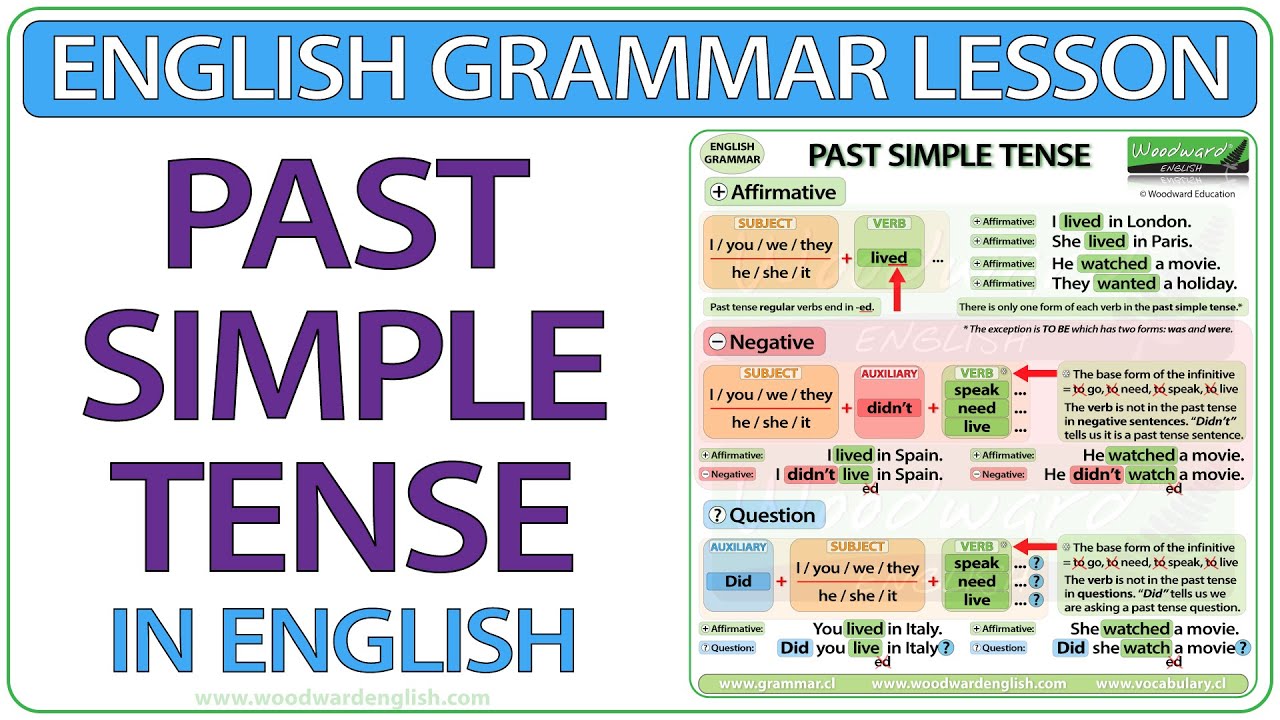 ENGLISH GRAMMAR LESSON
PAST
SIMPLE
TENSE
IN ENGLISH
www.woodwardenglish.com
ENGLISH
GRAMMAR
PAST SIMPLE TENSE
Woodward®
ENGLISH
© Woodward Education
+ Affirmative
SUBJECT
I / you / we / they
he / she / it
+
VERB
lived
...
Past tense regular verbs end in -ed.
+ Affirmative: I lived in London.
+ Affirmative: She lived in Paris.
+ Affirmative: He watched a movie.
+ Affirmative: They wanted a holiday.
There is only one form of each verb in the past simple tense.*
* The exception is TO BE which has two forms: was and were.
− Negative
SUBJECT
I / you / we / they
he / she / it
+
AUXILIARY
didn't
+
VERB
speak ...
need ...
live ...
The base form of the infinitive
= to go, to need, to speak, to live
The verb is not in the past tense
in negative sentences. "Didn't"
tells us it is a past tense sentence.
+ Affirmative: I lived in Spain.
− Negative: I didn't live in Spain.
ed
+ Affirmative: He watched a movie.
− Negative: He didn't watch a movie.
ed
? Question
AUXILIARY
Did
+
SUBJECT
I / you / we / they
he / she / it
+
VERB
speak ... ?
need ... ?
live ... ?
The base form of the infinitive
= to go, to need, to speak, to live
The verb is not in the past tense
in questions. "Did" tells us we
are asking a past tense question.
+ Affirmative: You lived in Italy.
? Question: Did you live in Italy?
ed
+ Affirmative: She watched a movie.
? Question: Did she watch a movie?
ed
www.grammar.cl www.woodwardenglish.com www.vocabulary.cl